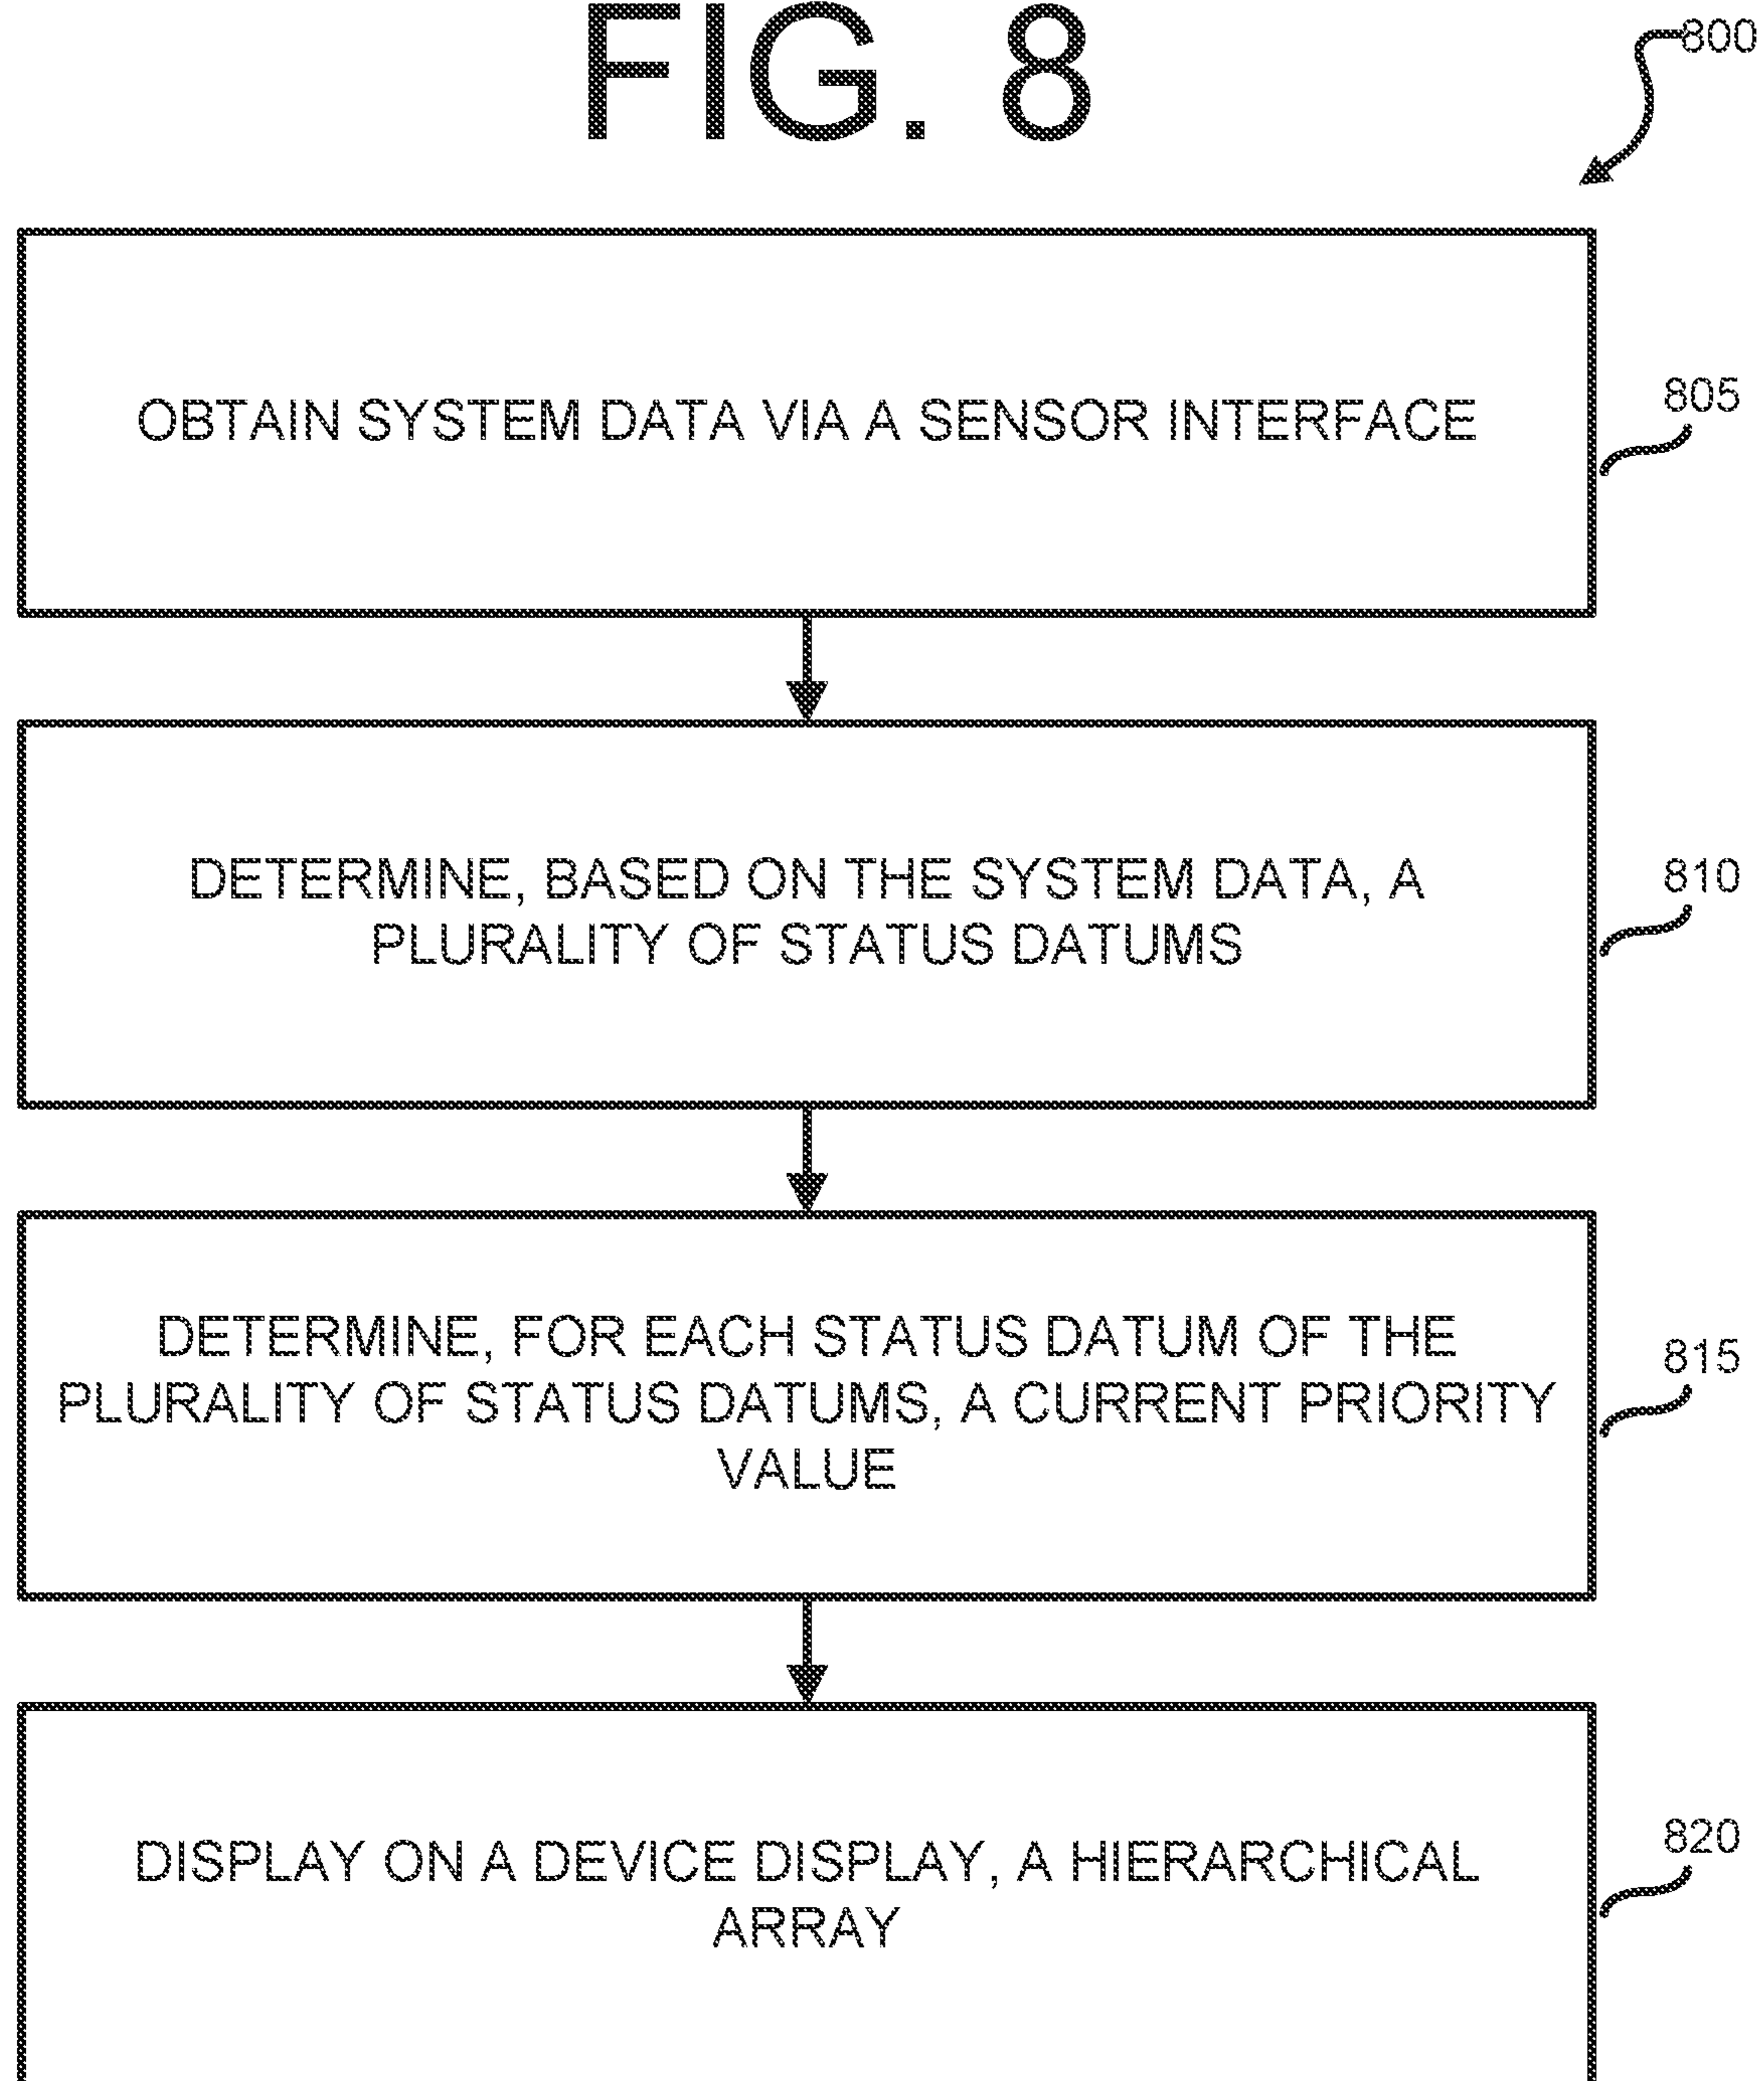 FIG. 8
800
OBTAIN SYSTEM DATA VIA A SENSOR INTERFACE
805
DETERMINE, BASED ON THE SYSTEM DATA, A
PLURALITY OF STATUS DATUMS
810
DETERMINE, FOR EACH STATUS DATUM OF THE
PLURALITY OF STATUS DATUMS, A CURRENT PRIORITY
VALUE
815
DISPLAY ON A DEVICE DISPLAY, A HIERARCHICAL
ARRAY
820